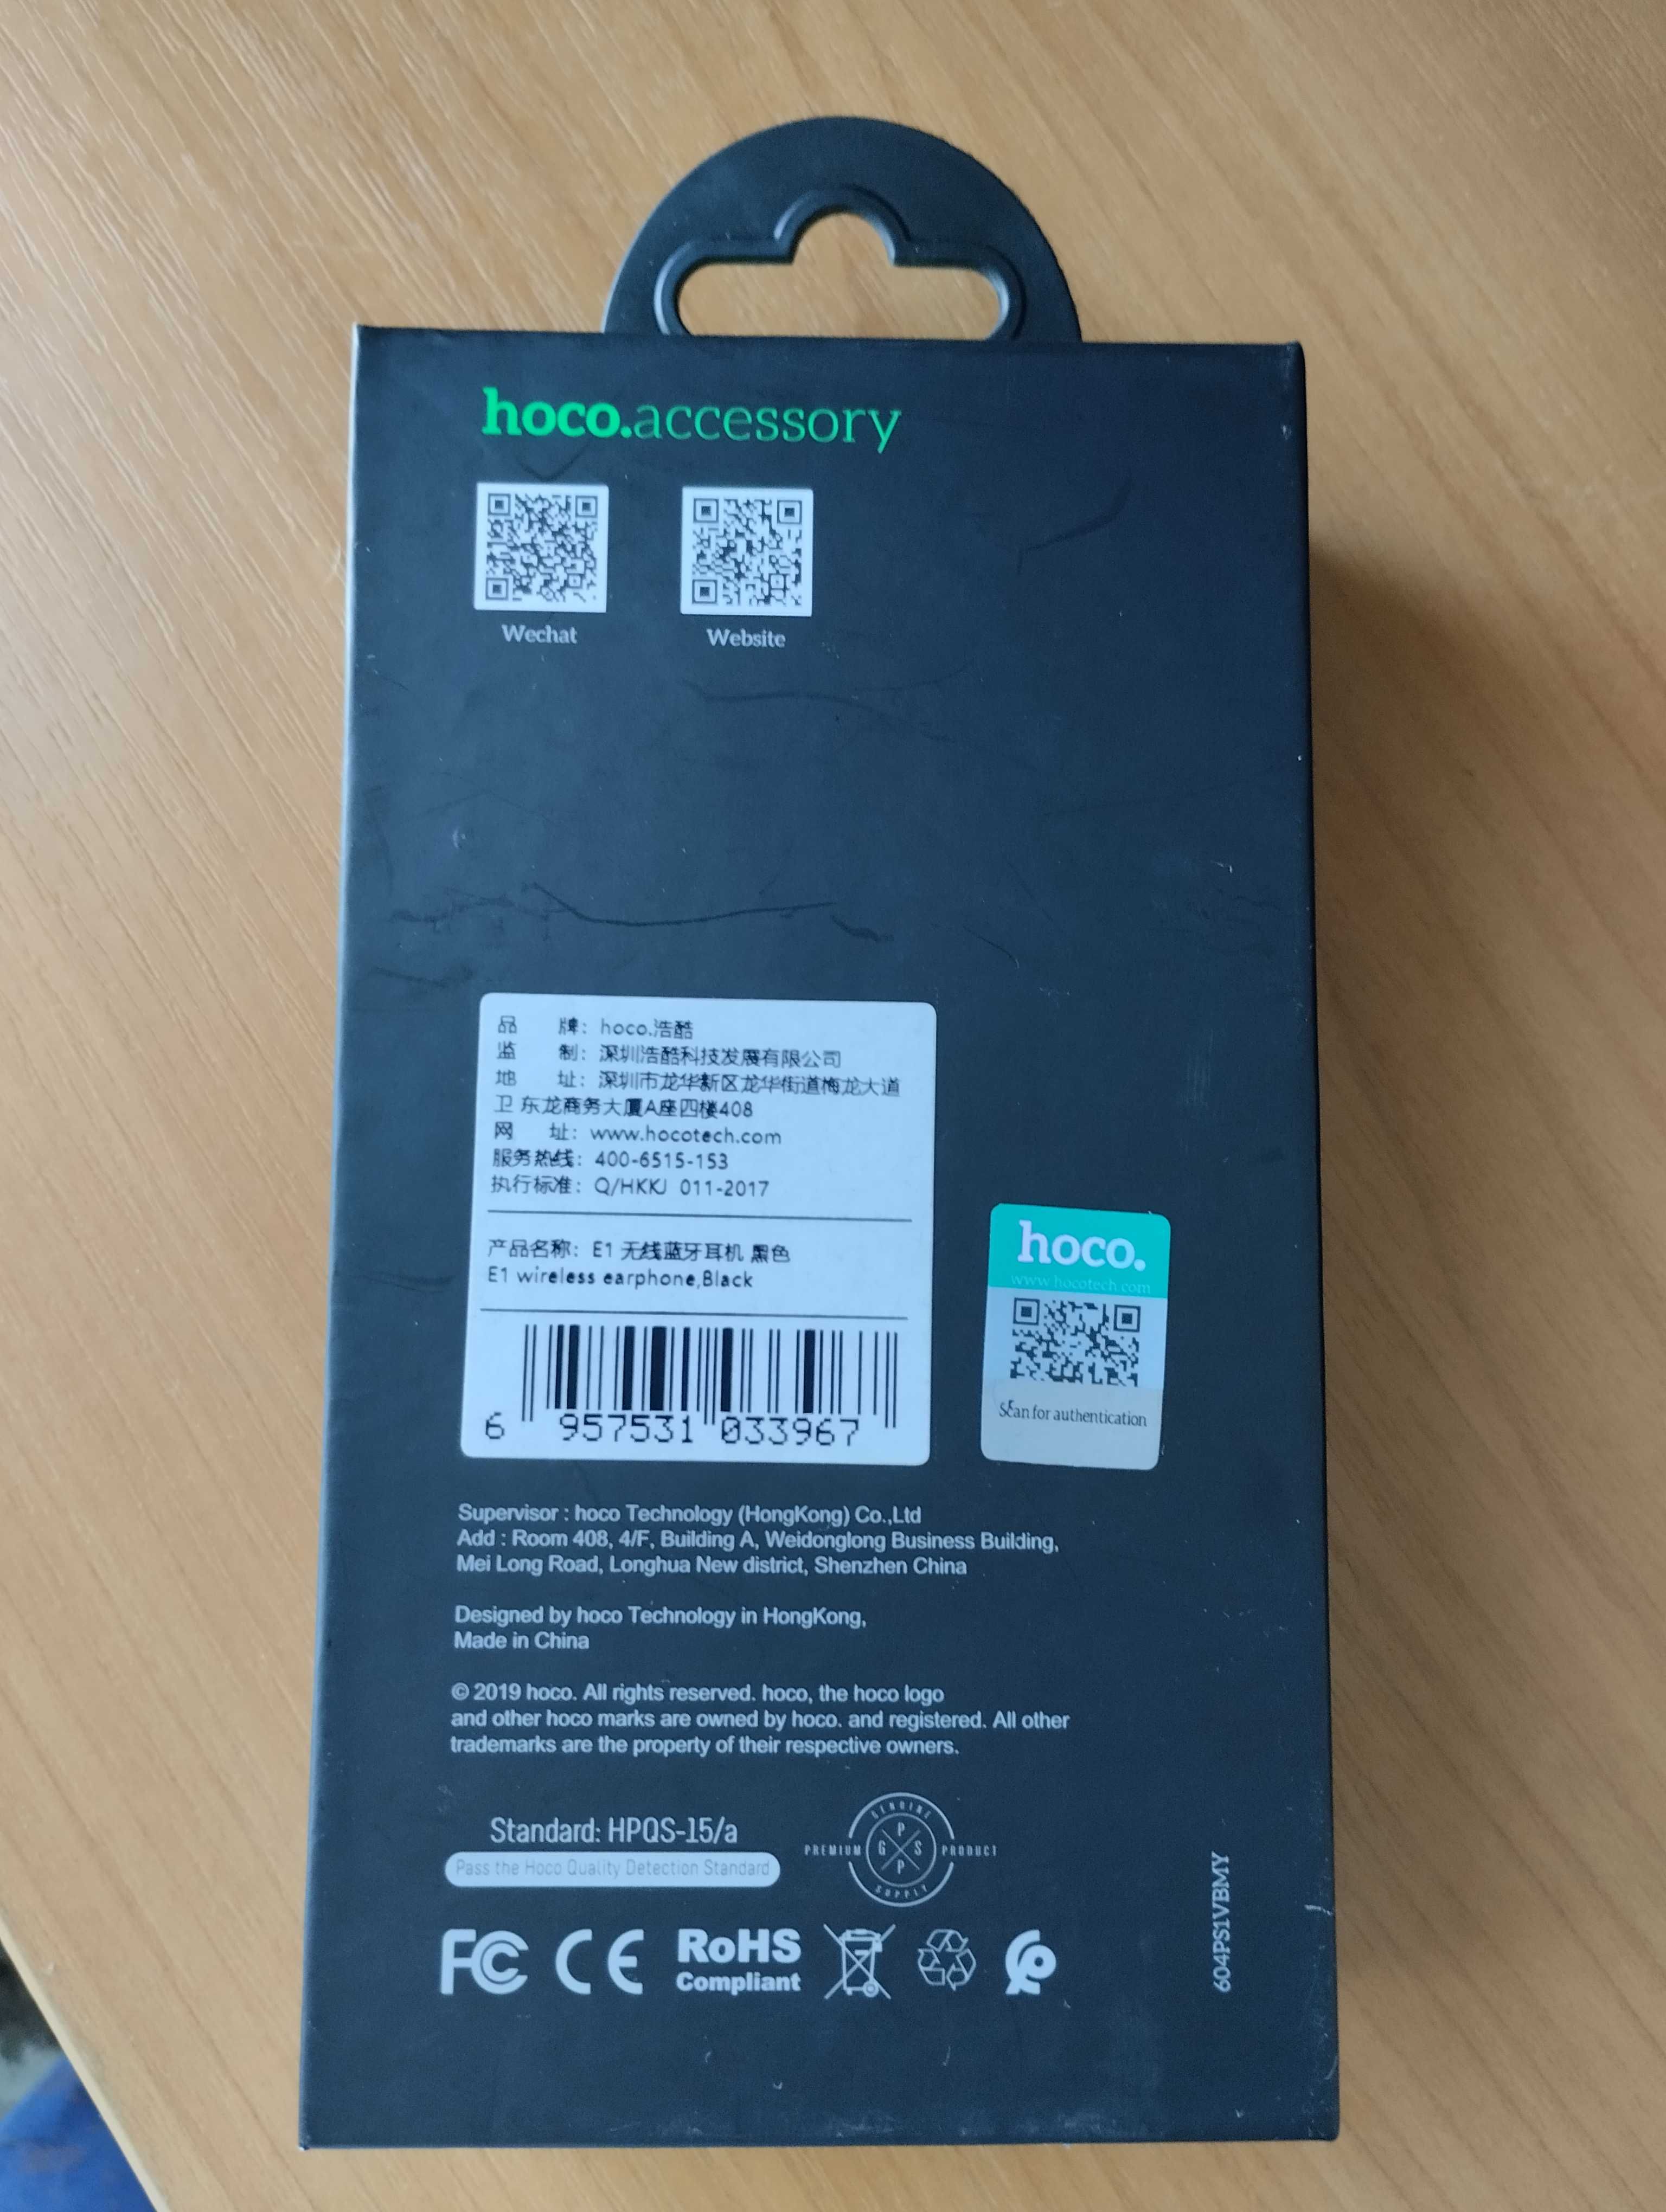 hoco.accessory
Wechat
Website
品 牌：hoco.浩酷
监 制：深圳浩酷科技发展有限公司
地 址：深圳市龙华新区龙华街道梅龙大道
卫东龙商务大厦A座四楼408
网 址：www.hocotech.com
服务热线：400-6515-153
执行标准：Q/HKKJ 011-2017
产品名称：E1 无线蓝牙耳机 黑色
E1 wireless earphone,Black
6 957531 033967
hoco.
www.hocotech.com
Scan for authentication
Supervisor : hoco Technology (HongKong) Co.,Ltd
Add : Room 408, 4/F, Building A, Weidonglong Business Building,
Mei Long Road, Longhua New district, Shenzhen China
Designed by hoco Technology in HongKong,
Made in China
© 2019 hoco. All rights reserved. hoco, the hoco logo
and other hoco marks are owned by hoco. and registered. All other
trademarks are the property of their respective owners.
Standard: HPQS-15/a
Pass the Hoco Quality Detection Standard
GENUINE
PREMIUM
P
G S
P
PRODUCT
SUPPLY
FC CE RoHS
Compliant
604PS1VBMY